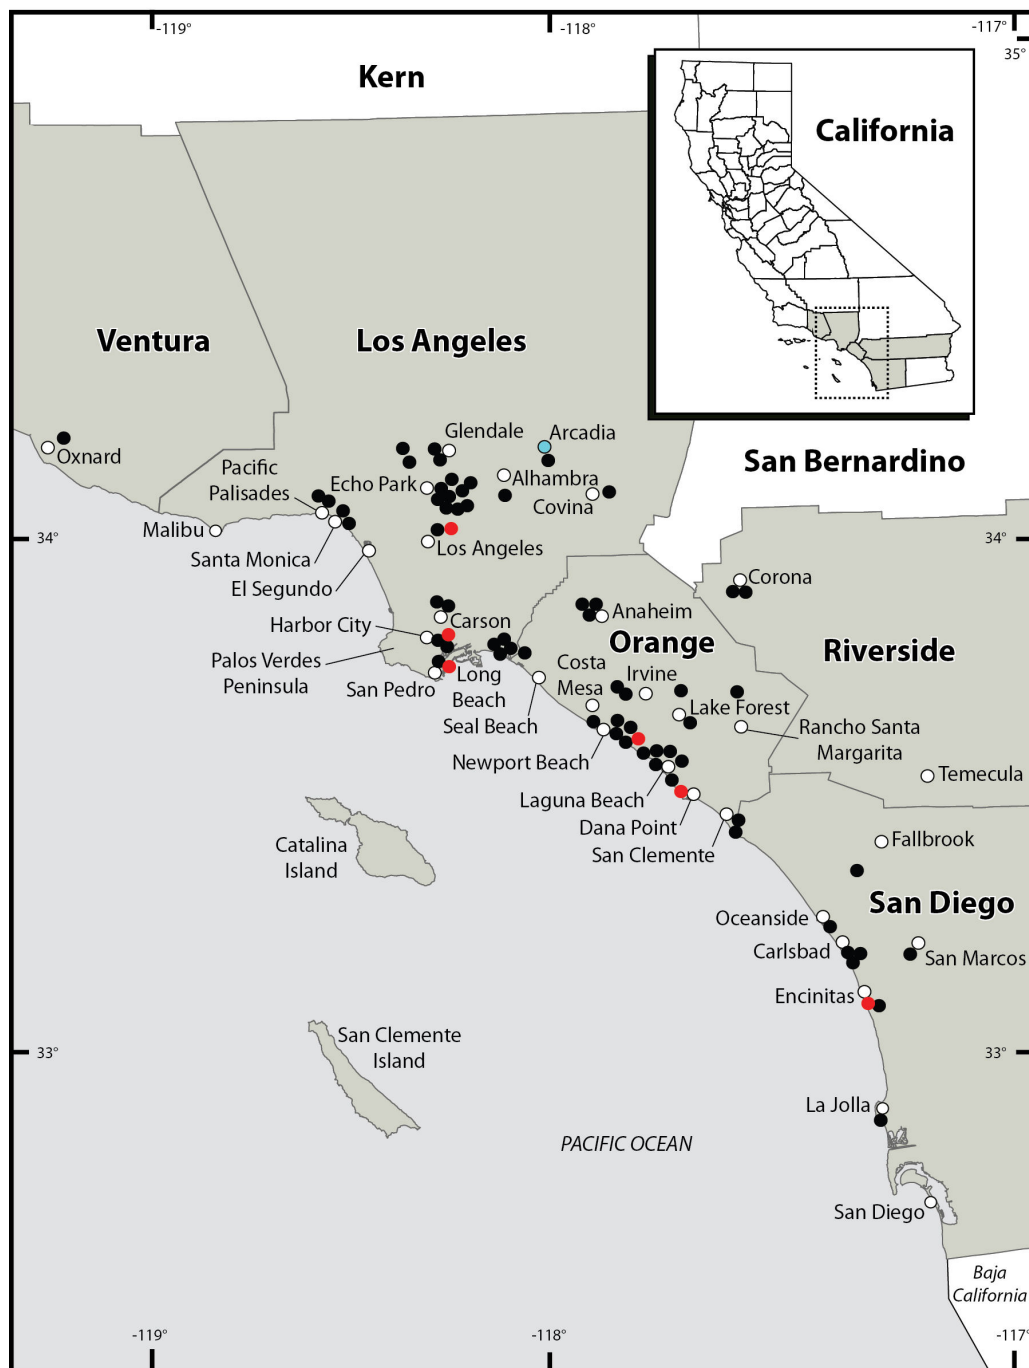 -119°
-118°
-117°
35°
Kern
California
Ventura
Los Angeles
Glendale
Arcadia
Oxnard
Pacific
Palisades
Echo Park
Alhambra
Covina
San Bernardino
Malibu
34°
34°
Santa Monica
Los Angeles
El Segundo
Corona
Harbor City
Carson
Anaheim
Orange
Riverside
Palos Verdes
Peninsula
San Pedro
Long
Beach
Costa
Mesa
Irvine
Lake Forest
Seal Beach
Rancho Santa
Margarita
Newport Beach
Temecula
Laguna Beach
Dana Point
San Clemente
Catalina
Island
Fallbrook
San Diego
Oceanside
Carlsbad
San Marcos
Encinitas
San Clemente
Island
33°
33°
La Jolla
PACIFIC OCEAN
San Diego
Baja
California
-119°
-118°
-117°